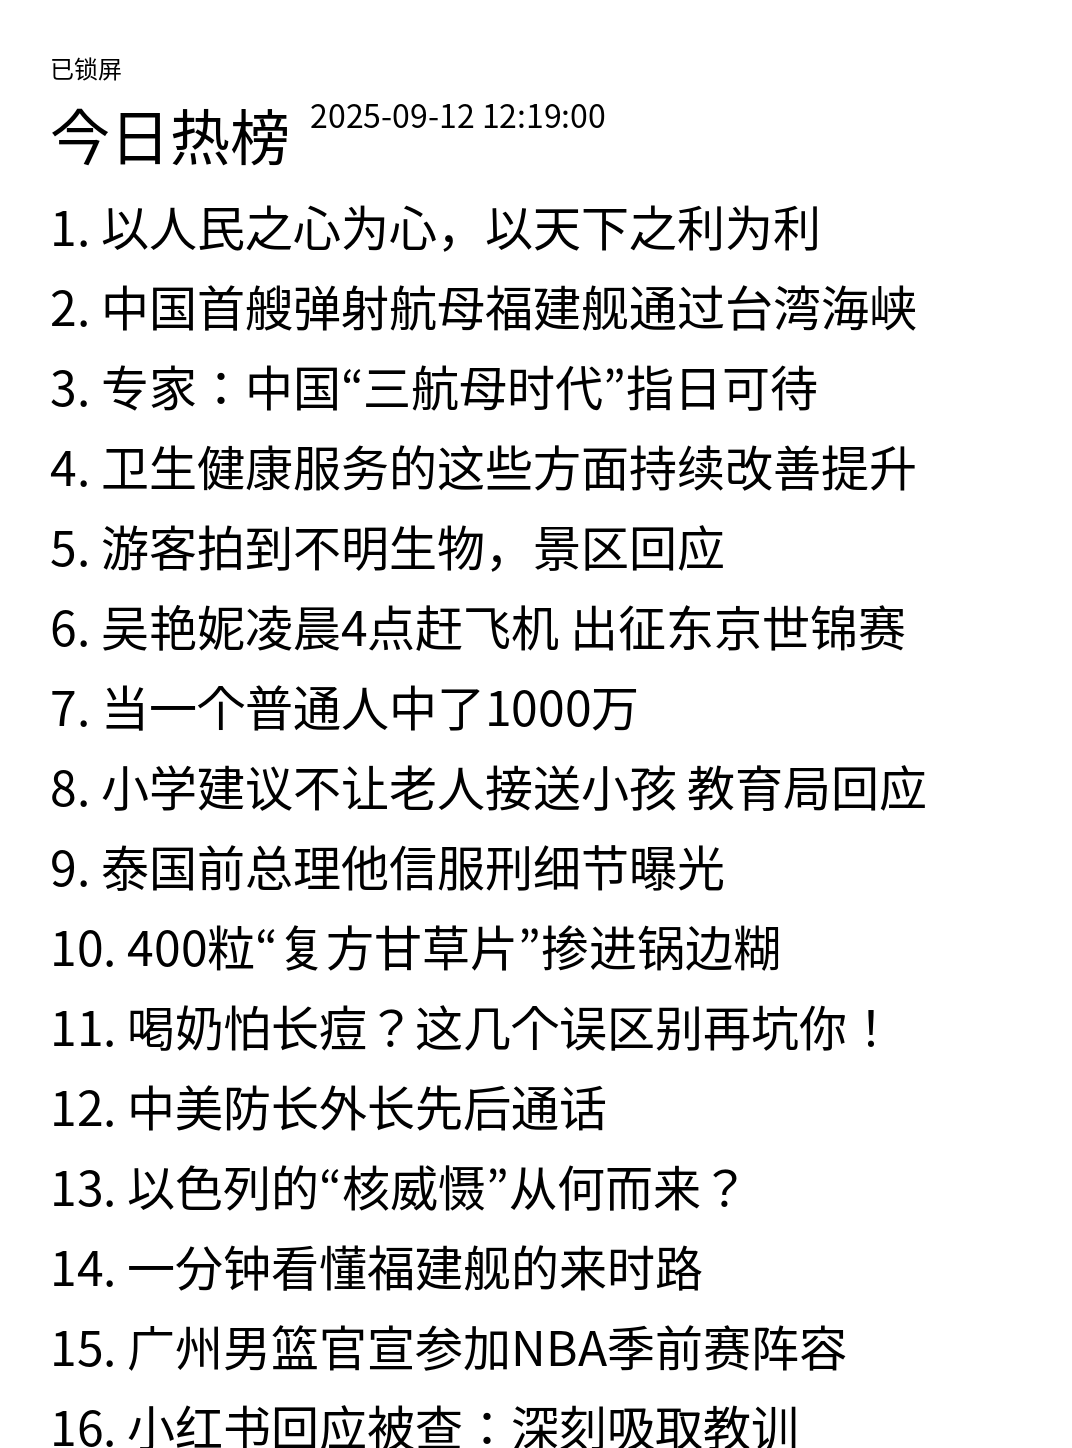 已锁屏
今日热榜 2025-09-12 12:19:00
1. 以人民之心为心，以天下之利为利
2. 中国首艘弹射航母福建舰通过台湾海峡
3. 专家：中国“三航母时代”指日可待
4. 卫生健康服务的这些方面持续改善提升
5. 游客拍到不明生物，景区回应
6. 吴艳妮凌晨4点赶飞机 出征东京世锦赛
7. 当一个普通人中了1000万
8. 小学建议不让老人接送小孩 教育局回应
9. 泰国前总理他信服刑细节曝光
10. 400粒“复方甘草片”掺进锅边糊
11. 喝奶怕长痘？这几个误区别再坑你！
12. 中美防长外长先后通话
13. 以色列的“核威慑”从何而来？
14. 一分钟看懂福建舰的来时路
15. 广州男篮官宣参加NBA季前赛阵容
16. 小红书回应被查：深刻吸取教训